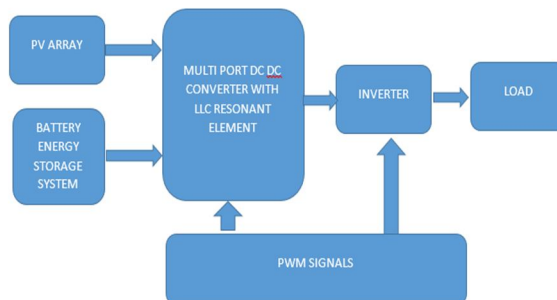 PV ARRAY
MULTI PORT DC DC
CONVERTER WITH
LLC RESONANT
ELEMENT
INVERTER
LOAD
BATTERY
ENERGY
STORAGE
SYSTEM
PWM SIGNALS